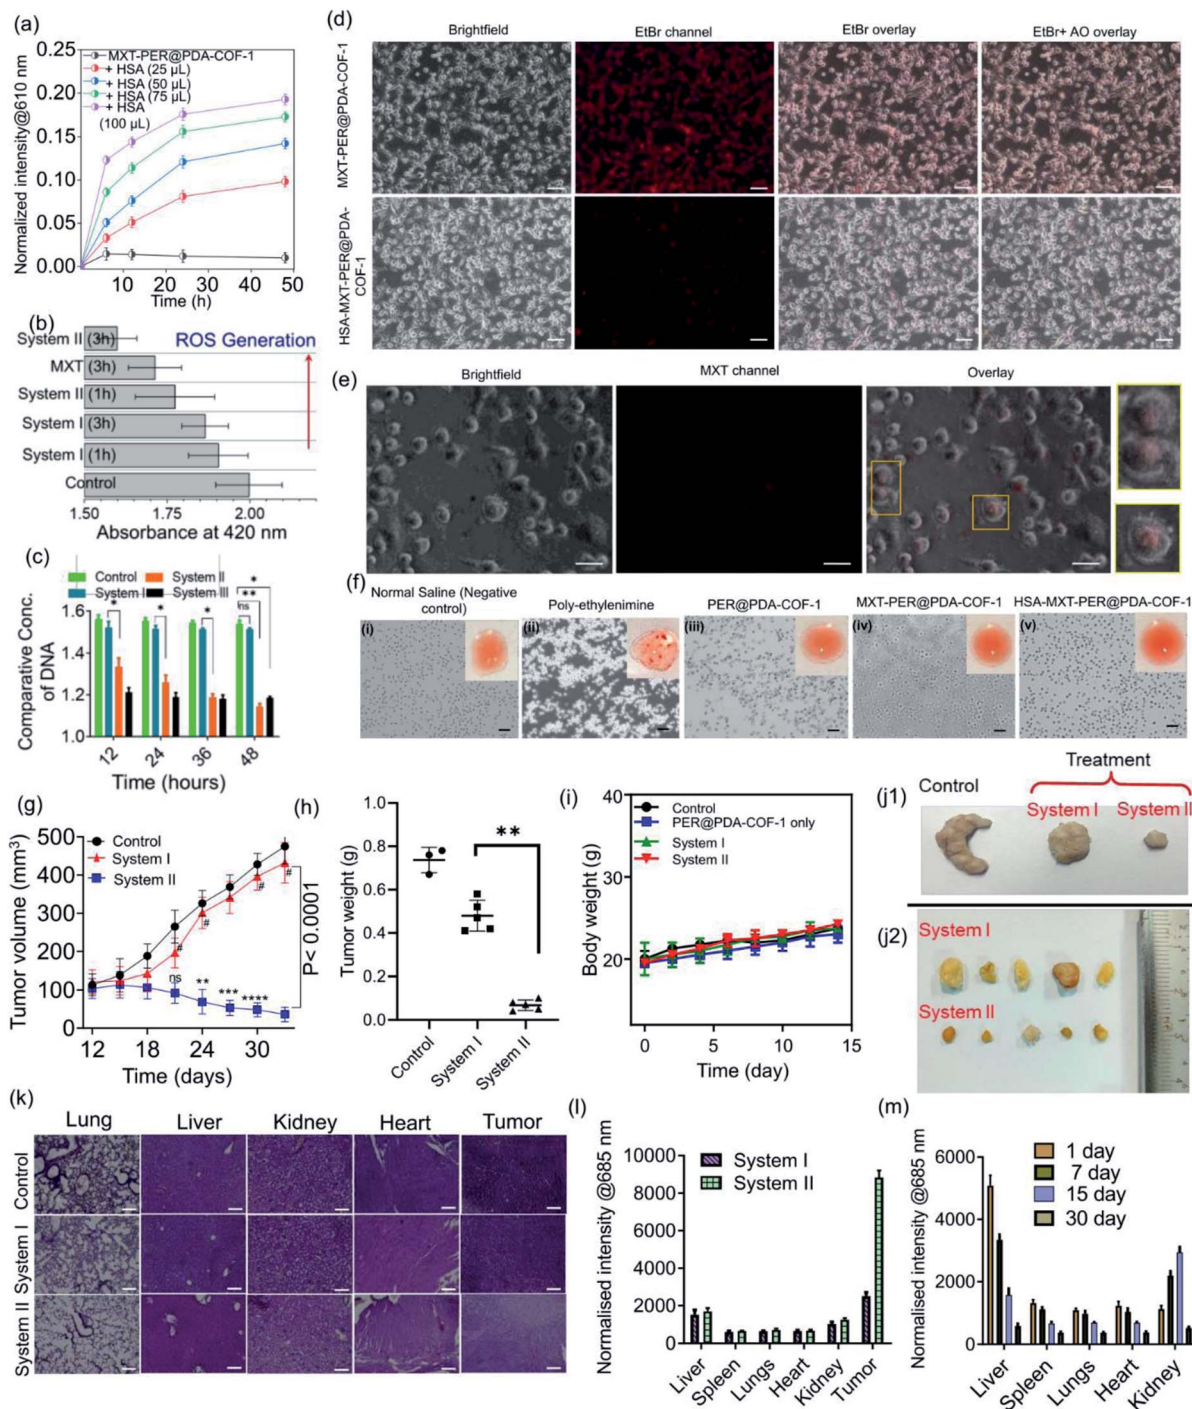 (a)
MXT-PER@PDA-COF-1
+ HSA (25 µL)
+ HSA (50 µL)
+ HSA (75 µL)
+ HSA
(100 µL)
Normalized intensity@610 nm
0.25
0.20
0.15
0.10
0.05
0.00
10 20 30 40 50
Time (h)
(b)
ROS Generation
System II (3h)
MXT (3h)
System II (1h)
System I (3h)
System I (1h)
Control
1.50 1.75 2.00
Absorbance at 420 nm
(c)
Control System II
System I System III
Comparative Conc.
of DNA
1.6
1.4
1.2
1.0
* * * ns ** *
12 24 36 48
Time (hours)
(d)
Brightfield EtBr channel EtBr overlay EtBr+ AO overlay
MXT-PER@PDA-COF-1
HSA-MXT-PER@PDA-
COF-1
(e)
Brightfield MXT channel Overlay
(f)
Normal Saline (Negative
control)
Poly-ethylenimine PER@PDA-COF-1 MXT-PER@PDA-COF-1 HSA-MXT-PER@PDA-COF-1
(i) (ii) (iii) (iv) (v)
(g)
Control
System I
System II
Tumor volume (mm³)
500
400
300
200
100
0
# # # #
ns ** *** ****
P< 0.0001
12 18 24 30
Time (days)
(h)
Tumor weight (g)
1.0
0.8
0.6
0.4
0.2
0.0
**
Control System I System II
(i)
Control
PER@PDA-COF-1 only
System I
System II
Body weight (g)
40
30
20
0 5 10 15
Time (day)
(j1)
Treatment
Control System I System II
(j2)
System I
System II
(k)
Lung Liver Kidney Heart Tumor
Control
System I
System II
(l)
System I
System II
Normalised intensity @685 nm
10000
8000
6000
4000
2000
0
Liver Spleen Lungs Heart Kidney Tumor
(m)
1 day
7 day
15 day
30 day
Normalised intensity @685 nm
6000
4000
2000
0
Liver Spleen Lungs Heart Kidney